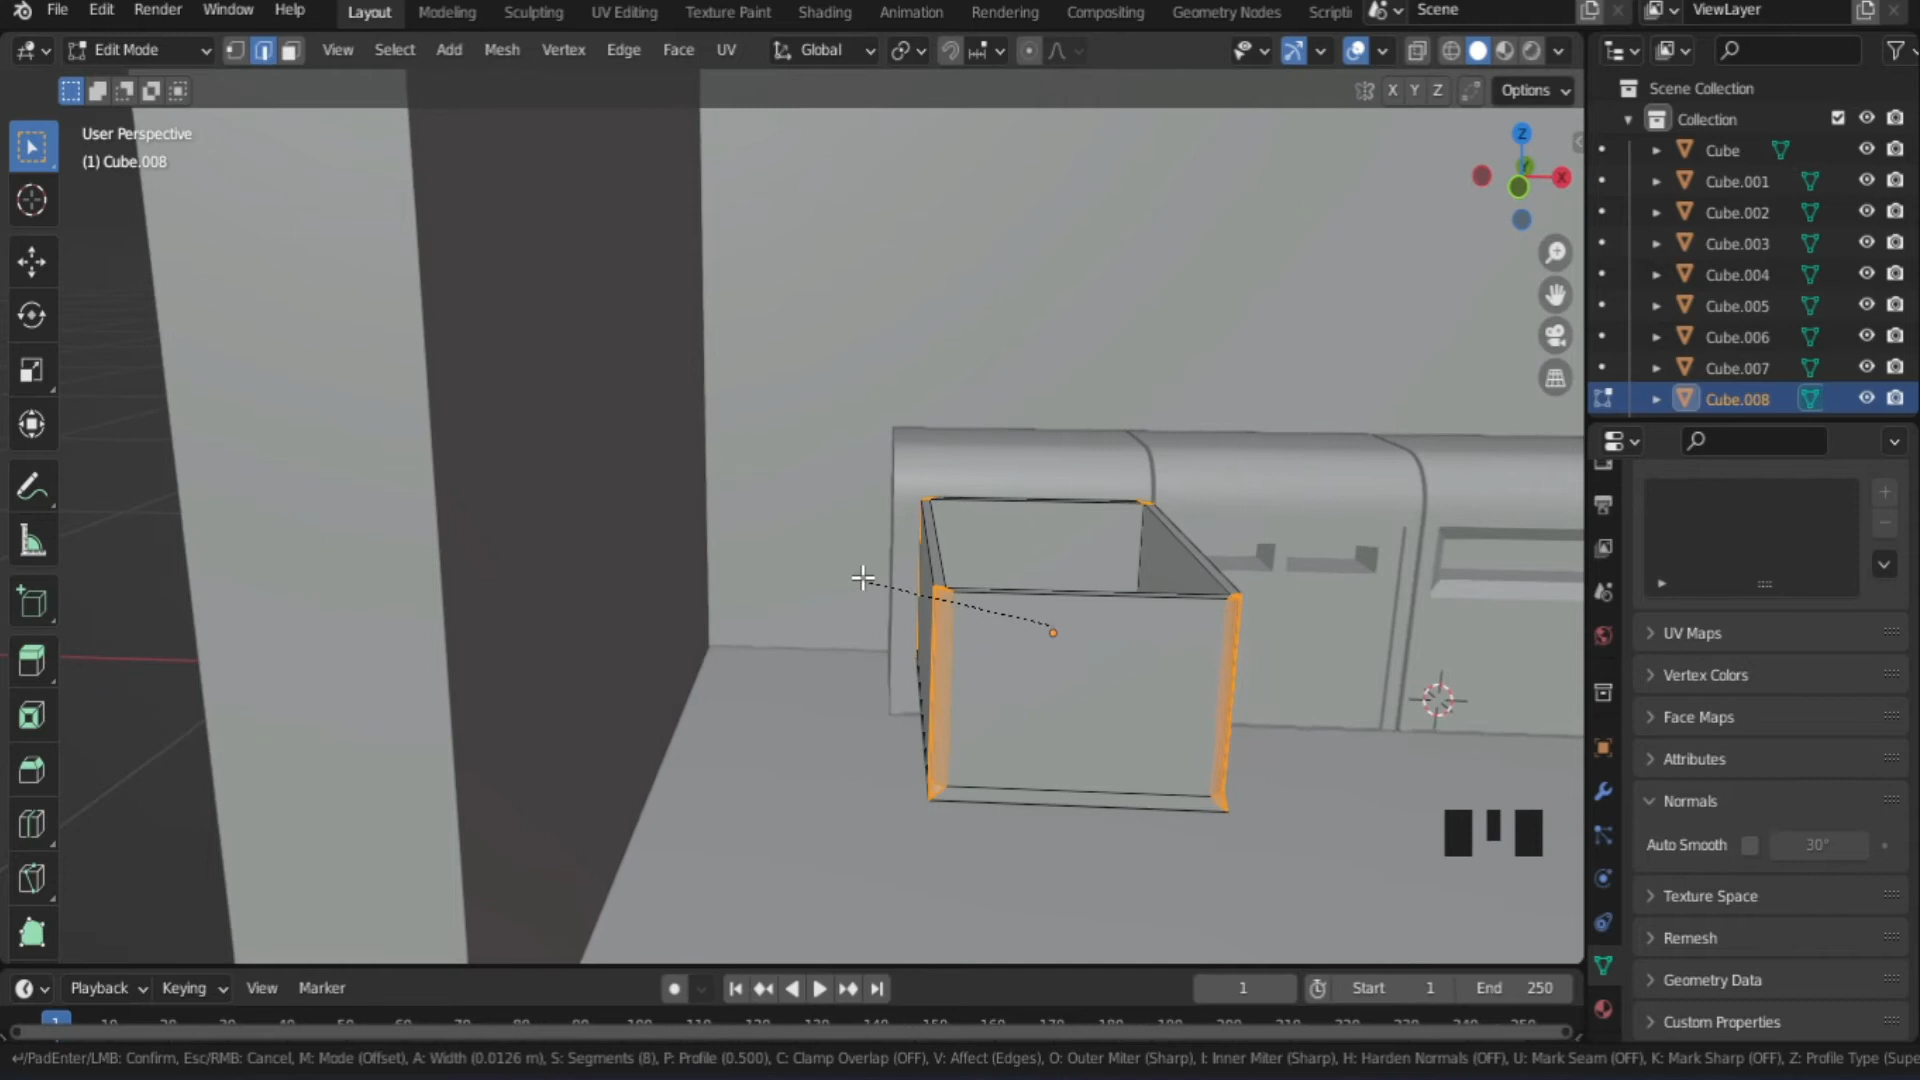 File Edit Render Window Help Layout Modeling Sculpting UV Editing Texture Paint Shading Animation Rendering Compositing Geometry Nodes Scripti Scene ViewLayer
Edit Mode View Select Add Mesh Vertex Edge Face UV Global
X Y Z Options
User Perspective
(1) Cube.008
Z
X
Scene Collection
Collection
Cube
Cube.001
Cube.002
Cube.003
Cube.004
Cube.005
Cube.006
Cube.007
Cube.008
UV Maps
Vertex Colors
Face Maps
Attributes
Normals
Auto Smooth 30°
Texture Space
Remesh
Geometry Data
Custom Properties
Playback Keying View Marker 1 Start 1 End 250
1
/PadEnter/LMB: Confirm, Esc/RMB: Cancel, M: Mode (Offset), A: Width (0.0126 m), S: Segments (8), P: Profile (0.500), C: Clamp Overlap (OFF), V: Affect (Edges), O: Outer Miter (Sharp), I: Inner Miter (Sharp), H: Harden Normals (OFF), U: Mark Seam (OFF), K: Mark Sharp (OFF), Z: Profile Type (Supe